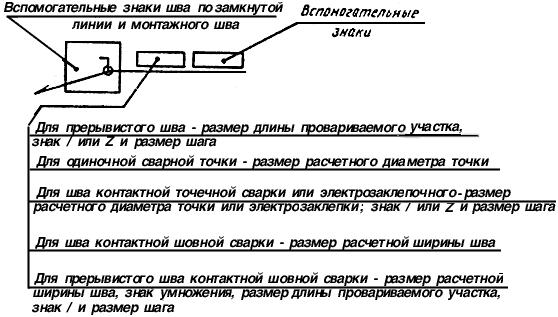 Вспомогательные знаки шва по замкнутой
линии и монтажного шва
Вспомогательные
знаки
Для прерывистого шва - размер длины провариваемого участка,
знак / или Z и размер шага
Для одиночной сварной точки - размер расчетного диаметра точки
Для шва контактной точечной сварки или электрозаклепочного - размер
расчетного диаметра точки или электрозаклепки; знак / или Z и размер шага
Для шва контактной шовной сварки - размер расчетной ширины шва
Для прерывистого шва контактной шовной сварки - размер расчетной
ширины шва, знак умножения, размер длины провариваемого участка,
знак / и размер шага